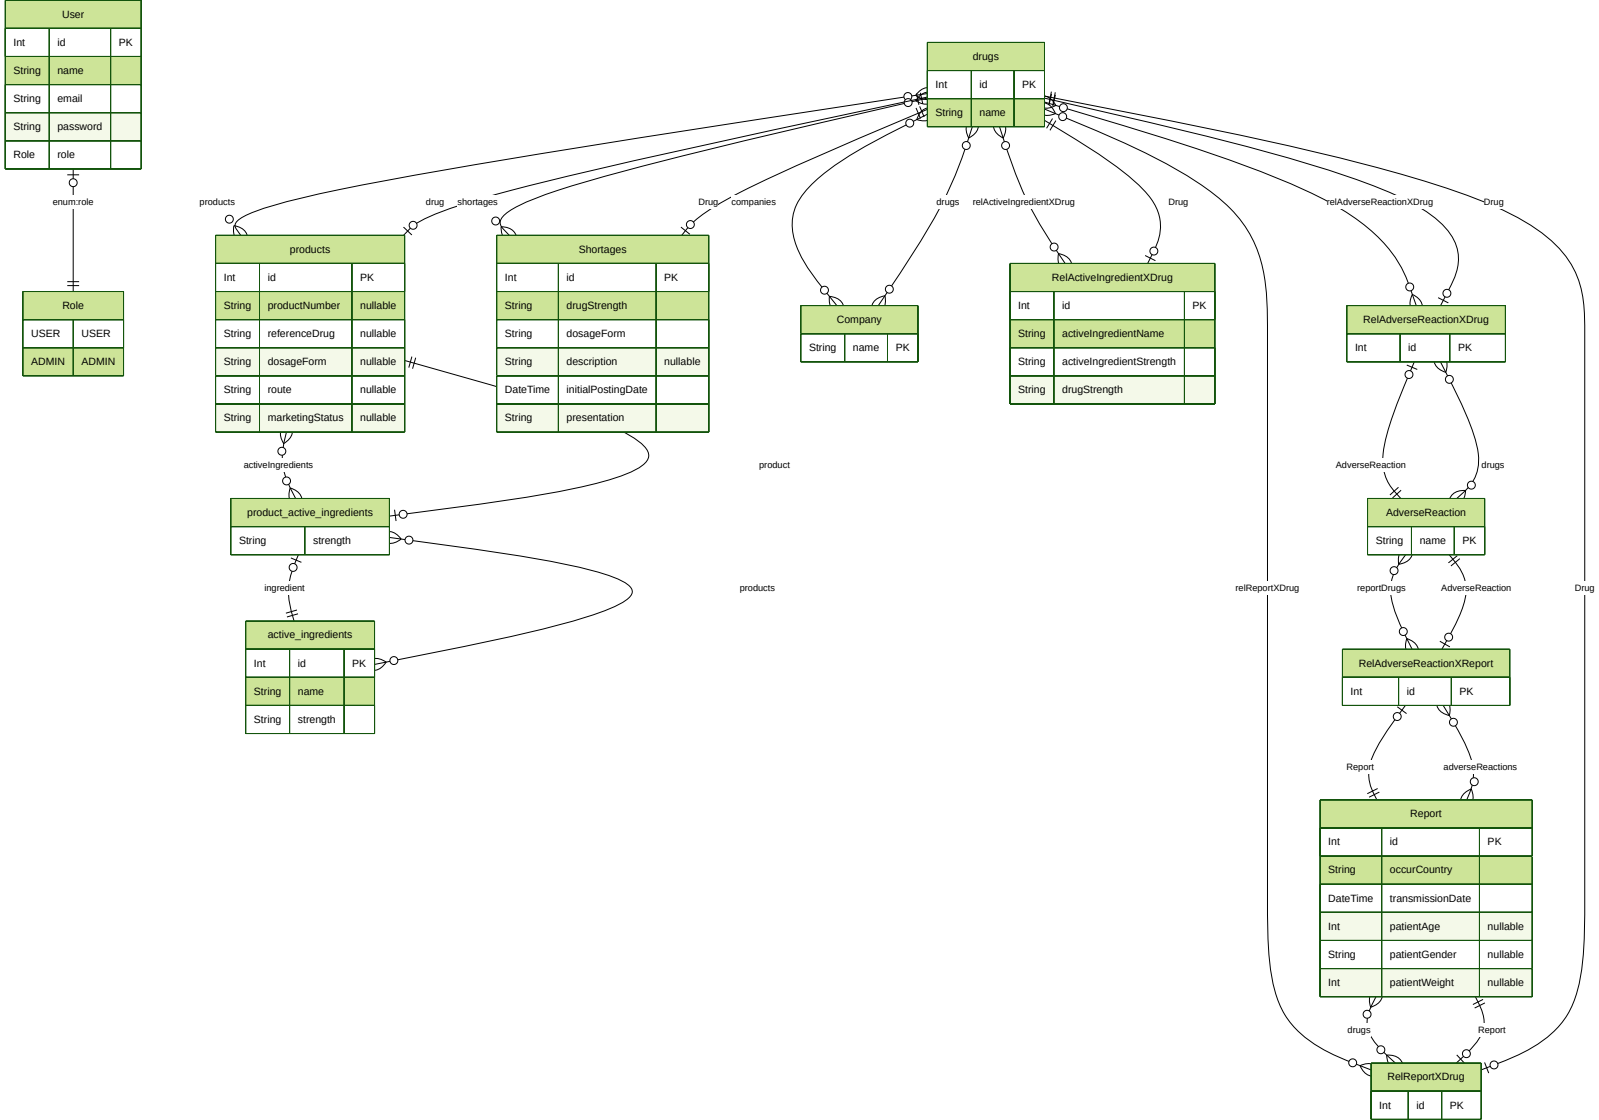 User
Int id PK
String name
String email
String password
Role role
enum:role
Role
USER USER
ADMIN ADMIN
drugs
Int id PK
String name
products
drug
shortages
Drug
companies
drugs
relActiveIngredientXDrug
Drug
relAdverseReactionXDrug
Drug
products
Int id PK
String productNumber nullable
String referenceDrug nullable
String dosageForm nullable
String route nullable
String marketingStatus nullable
Shortages
Int id PK
String drugStrength
String dosageForm
String description nullable
DateTime initialPostingDate
String presentation
Company
String name PK
RelActiveIngredientXDrug
Int id PK
String activeIngredientName
String activeIngredientStrength
String drugStrength
RelAdverseReactionXDrug
Int id PK
activeIngredients
product
AdverseReaction
drugs
product_active_ingredients
String strength
AdverseReaction
String name PK
ingredient
products
relReportXDrug
reportDrugs
AdverseReaction
Drug
active_ingredients
Int id PK
String name
String strength
RelAdverseReactionXReport
Int id PK
Report
adverseReactions
Report
Int id PK
String occurCountry
DateTime transmissionDate
Int patientAge nullable
String patientGender nullable
Int patientWeight nullable
drugs
Report
RelReportXDrug
Int id PK